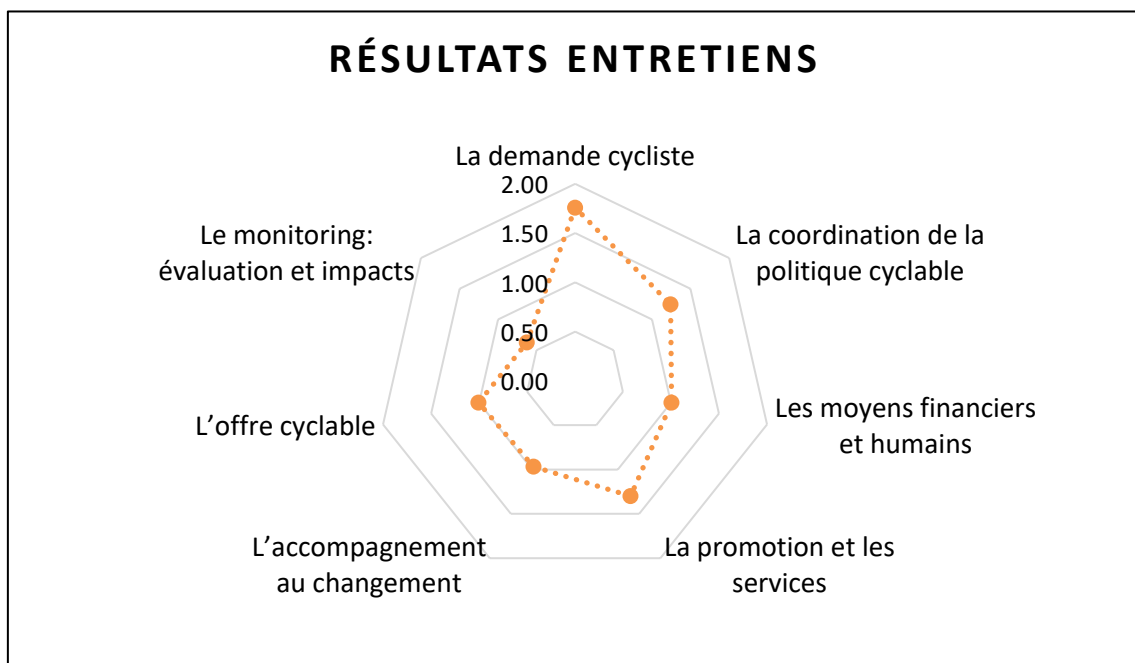 RÉSULTATS ENTRETIENS
La demande cycliste
2.00
1.50
1.00
0.50
0.00
La coordination de la
politique cyclable
Les moyens financiers
et humains
La promotion et les
services
L’accompagnement
au changement
L’offre cyclable
Le monitoring:
évaluation et impacts